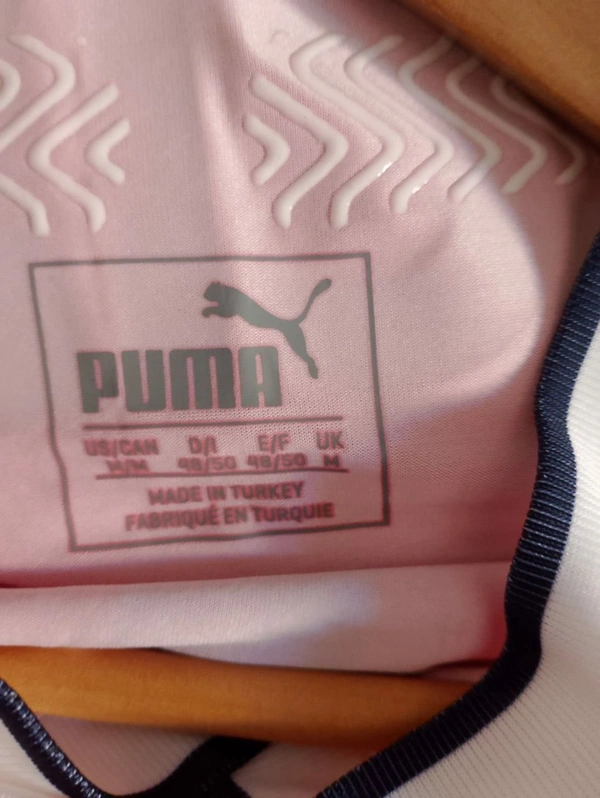 PUMA
US/CAN D/I E/F UK
M/M 48/50 48/50 M
MADE IN TURKEY
FABRIQUÉ EN TURQUIE